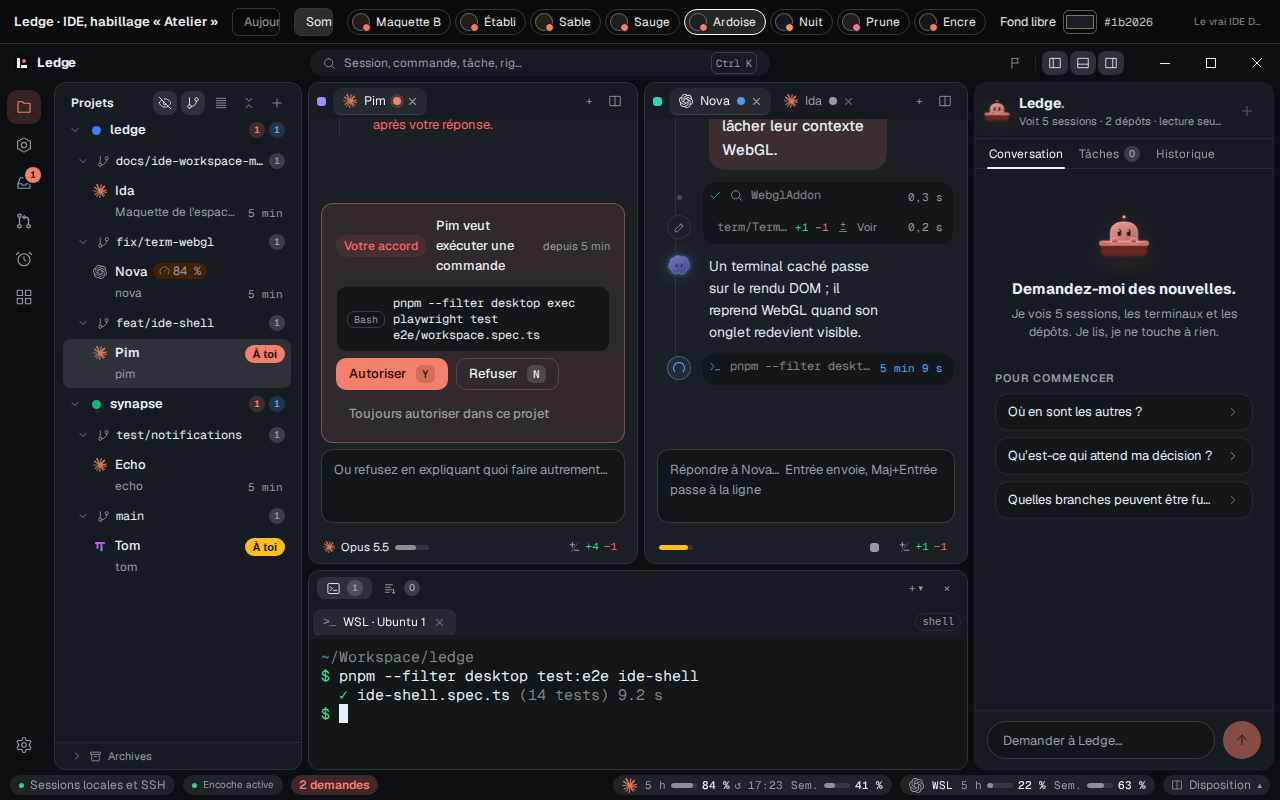 Ledge · IDE, habillage « Atelier »
Aujour
Som
Maquette B
Établi
Sable
Sauge
Ardoise
Nuit
Prune
Encre
Fond libre
#1b2026
Le vrai IDE D…
Ledge
Session, commande, tâche, rig…
Ctrl K
Projets
ledge
1
1
docs/ide-workspace-m…
1
Ida
Maquette de l'espac…
5 min
fix/term-webgl
1
Nova
84 %
nova
5 min
feat/ide-shell
1
Pim
À toi
pim
synapse
1
1
test/notifications
1
Echo
echo
5 min
main
1
Tom
À toi
tom
Archives
1
Pim
après votre réponse.
Votre accord
Pim veut
exécuter une
commande
depuis 5 min
Bash
pnpm --filter desktop exec
playwright test
e2e/workspace.spec.ts
Autoriser
Y
Refuser
N
Toujours autoriser dans ce projet
Ou refusez en expliquant quoi faire autrement…
Opus 5.5
+4 −1
Nova
Ida
lâcher leur contexte
WebGL.
WebglAddon
0,3 s
term/Term…
+1 −1
Voir
0,2 s
Un terminal caché passe
sur le rendu DOM ; il
reprend WebGL quand son
onglet redevient visible.
pnpm --filter deskt…
5 min 9 s
Répondre à Nova… Entrée envoie, Maj+Entrée
passe à la ligne
+1 −1
1
0
WSL · Ubuntu 1
shell
~/Workspace/ledge
$ pnpm --filter desktop test:e2e ide-shell
✓ ide-shell.spec.ts (14 tests) 9.2 s
$
Ledge.
Voit 5 sessions · 2 dépôts · lecture seu…
Conversation
Tâches
0
Historique
Demandez-moi des nouvelles.
Je vois 5 sessions, les terminaux et les
dépôts. Je lis, je ne touche à rien.
POUR COMMENCER
Où en sont les autres ?
Qu'est-ce qui attend ma décision ?
Quelles branches peuvent être fu…
Demander à Ledge…
Sessions locales et SSH
Encoche active
2 demandes
5 h
84 %
↺ 17:23
Sem.
41 %
WSL
5 h
22 %
Sem.
63 %
Disposition